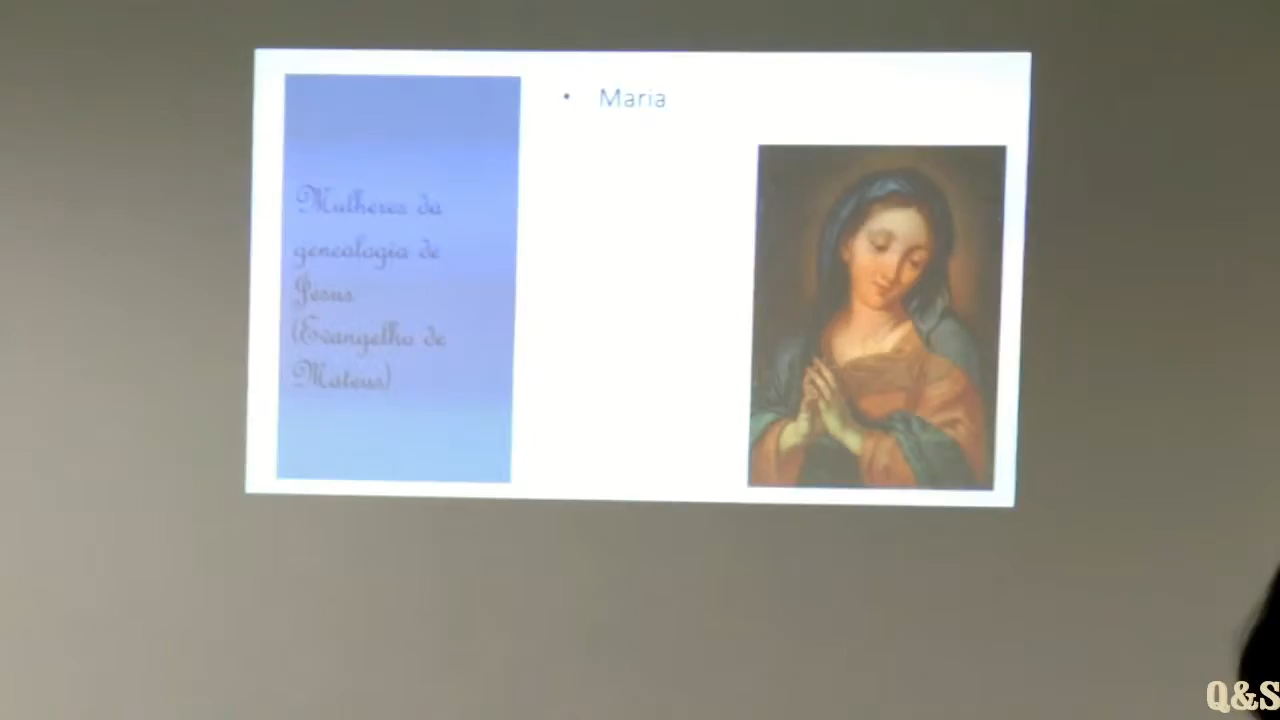 Mulheres da
genealogia de
Jesus
(Evangelho de
Mateus)
• Maria
Q&S